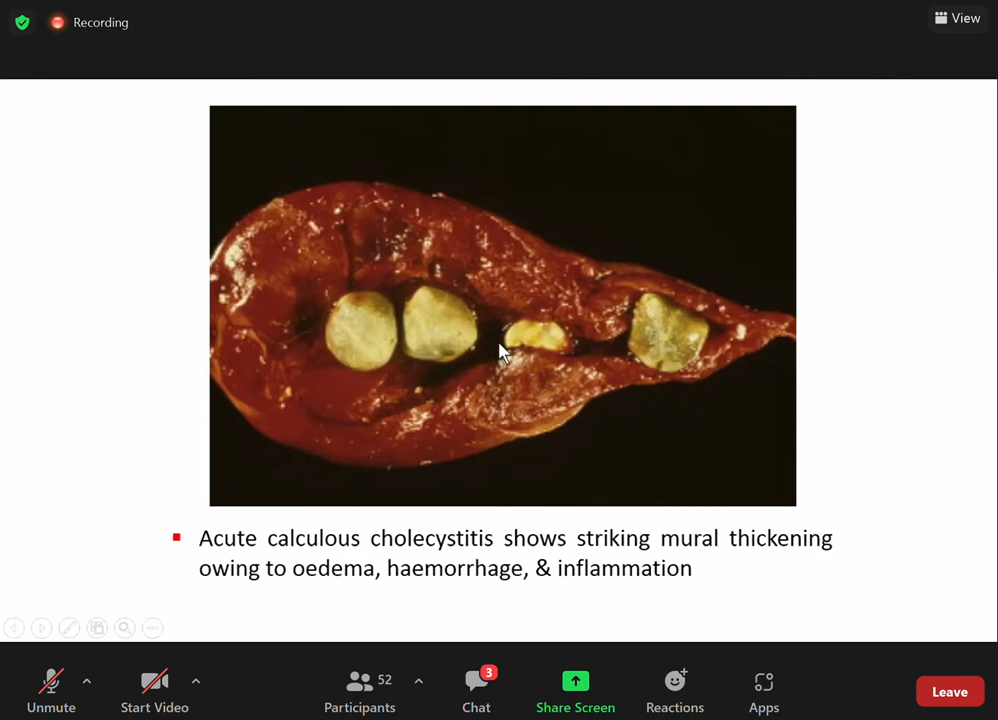 Recording
View
Acute calculous cholecystitis shows striking mural thickening
owing to oedema, haemorrhage, & inflammation
52
3
Unmute
Start Video
Participants
Chat
Share Screen
Reactions
Apps
Leave